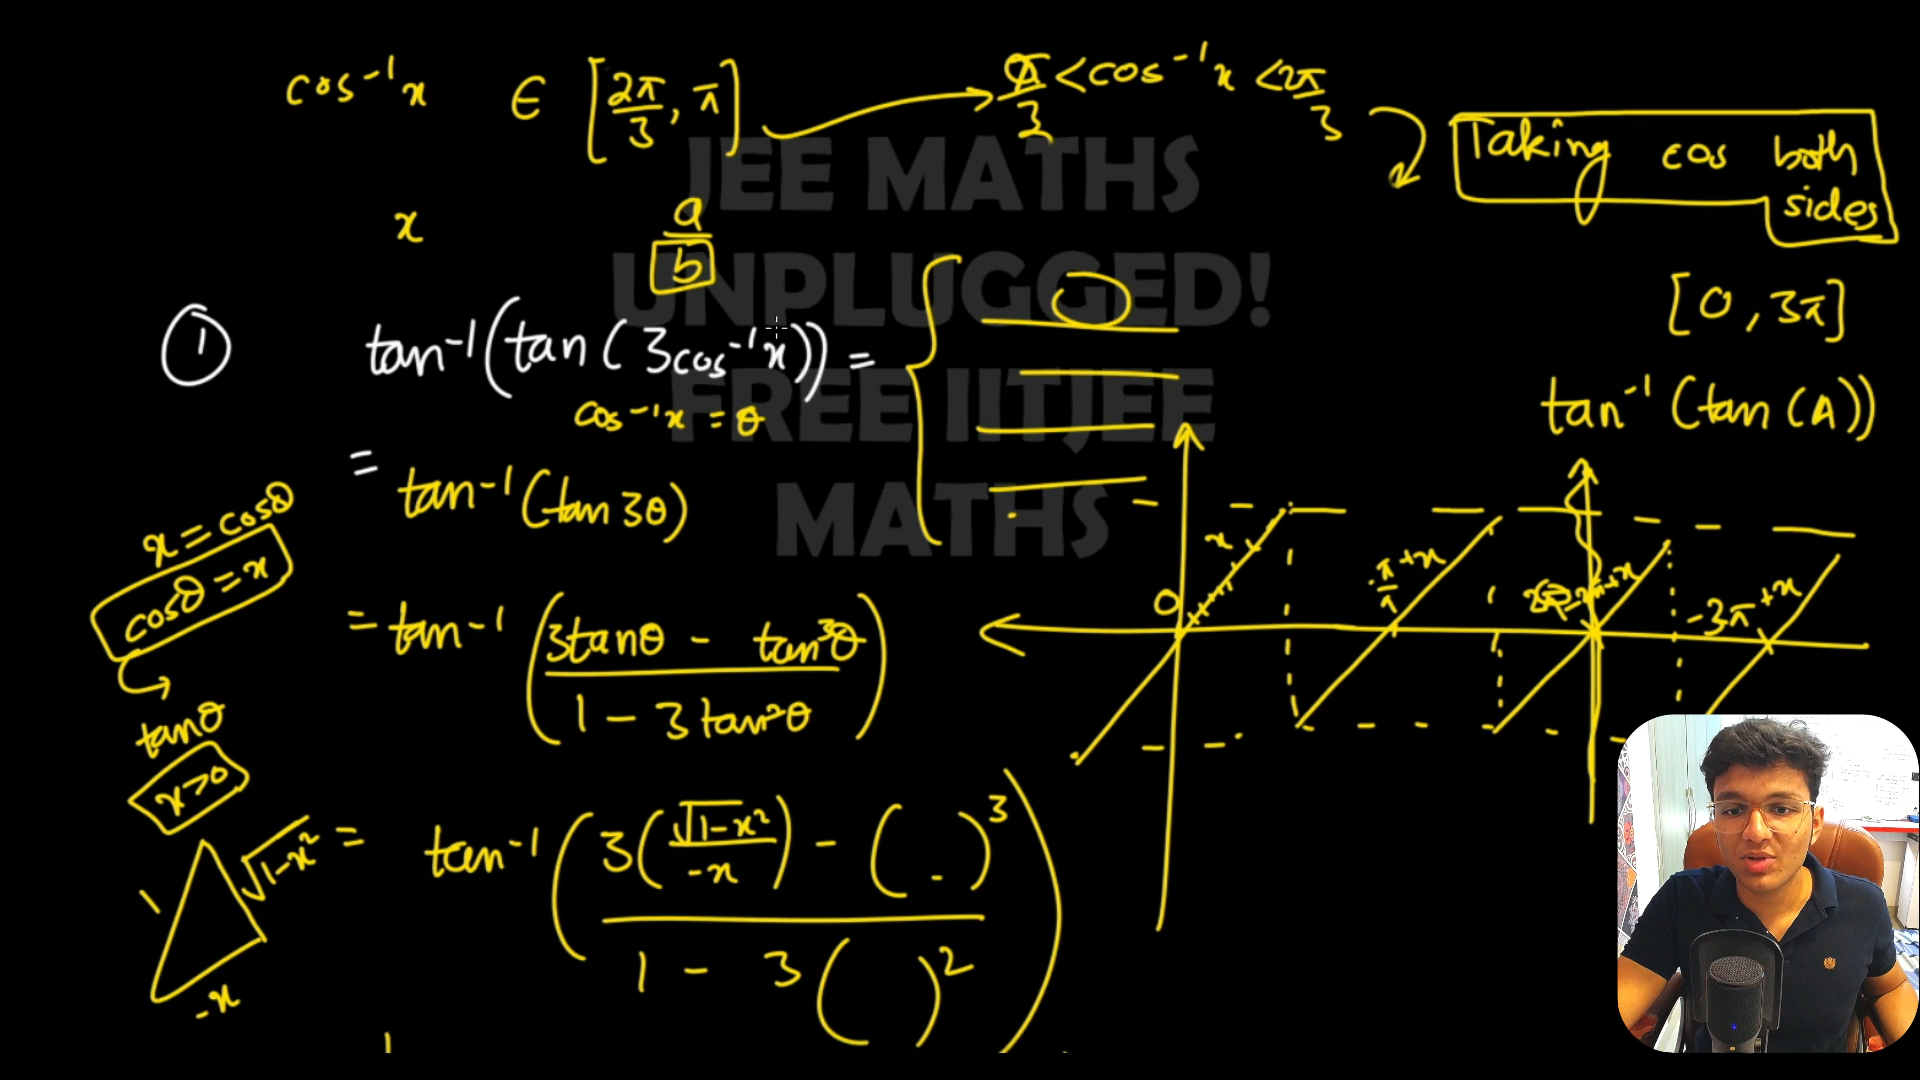 cos⁻¹x ∈ [2π/3, π]
π/3 < cos⁻¹x < 2π/3
Taking cos both
sides
JEE MATHS
UNPLUGGED!
FREE IITJEE
MATHS
x
a/b
[0, 3π]
① tan⁻¹(tan(3cos⁻¹x)) = {
tan⁻¹(tan(A))
cos⁻¹x = θ
= tan⁻¹(tan3θ)
x = cosθ
cosθ = x
= tan⁻¹((3tanθ - tan³θ)/(1 - 3tan²θ))
tanθ
x>0
1
√1-x²
-x
= tan⁻¹((3(√1-x²/-x) - ( )³)/(1 - 3( )²))
0
x
+x
+x
-3π+x